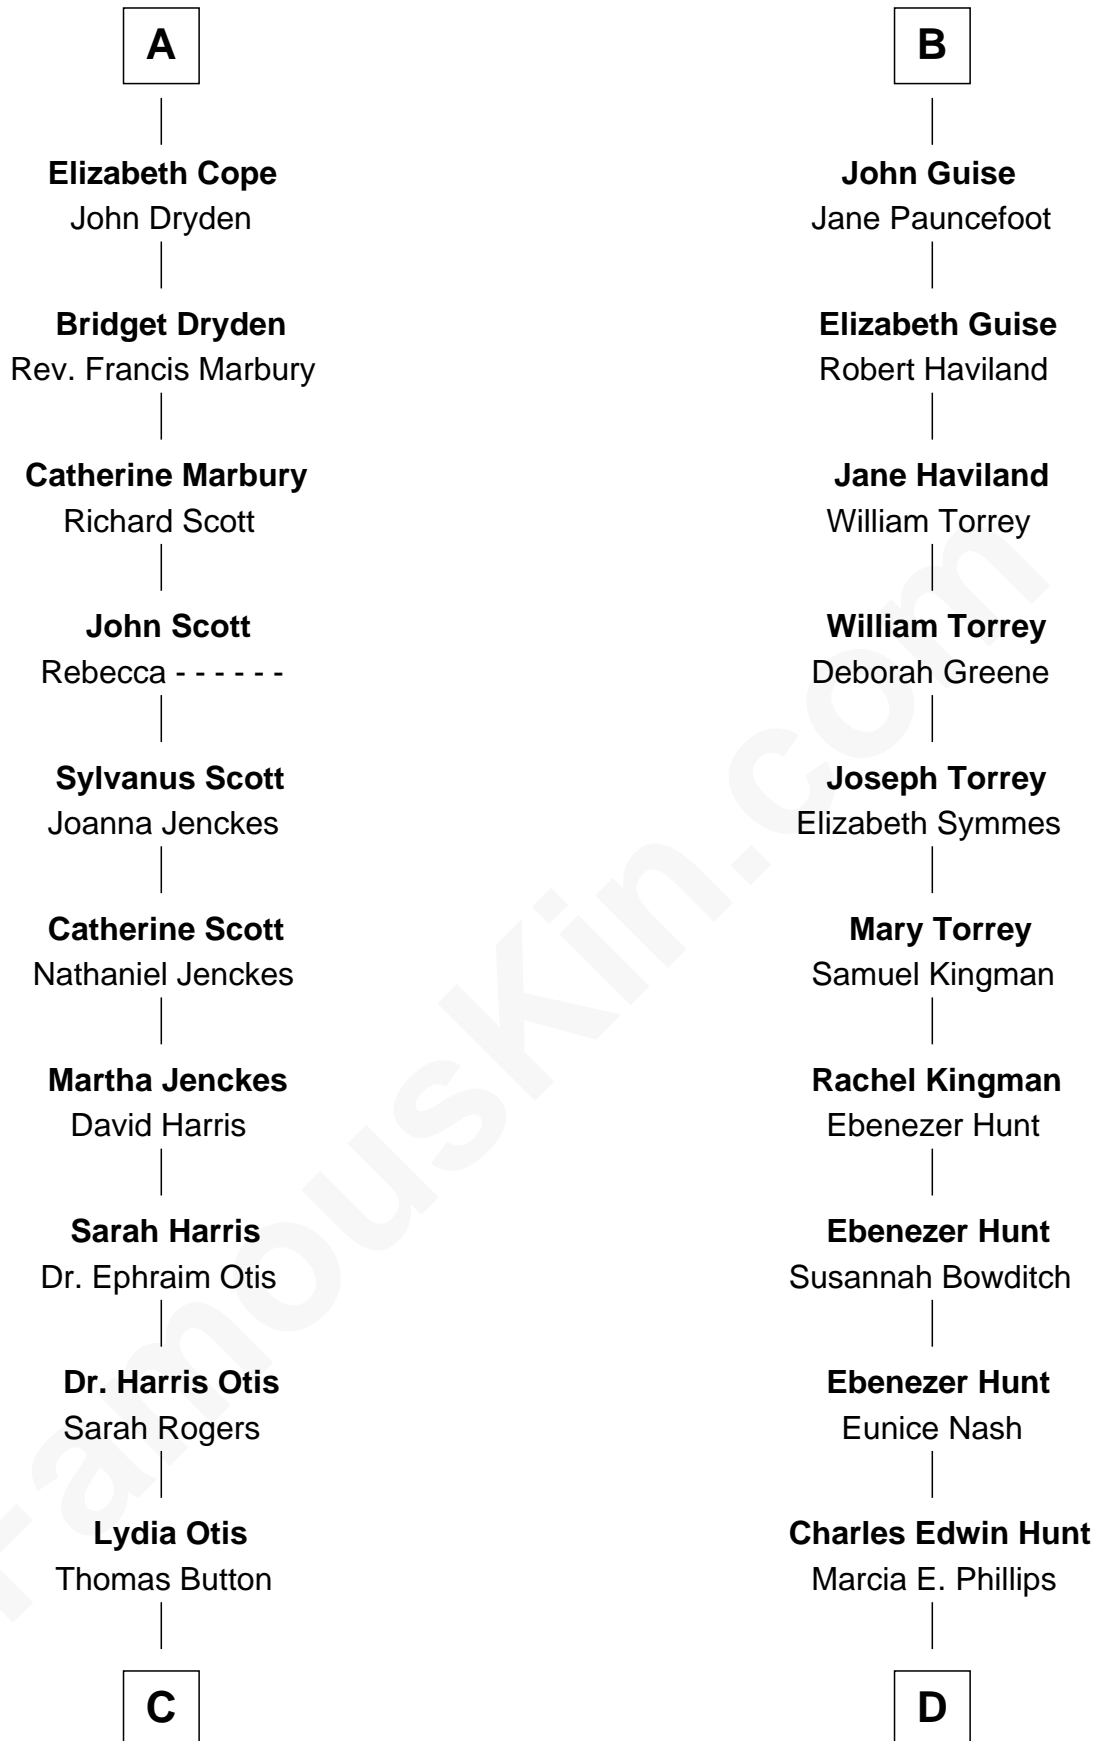 A
Elizabeth Cope
John Dryden
Bridget Dryden
Rev. Francis Marbury
Catherine Marbury
Richard Scott
John Scott
Rebecca - - - - - -
Sylvanus Scott
Joanna Jenckes
Catherine Scott
Nathaniel Jenckes
Martha Jenckes
David Harris
Sarah Harris
Dr. Ephraim Otis
Dr. Harris Otis
Sarah Rogers
Lydia Otis
Thomas Button
C
B
John Guise
Jane Pauncefoot
Elizabeth Guise
Robert Haviland
Jane Haviland
William Torrey
William Torrey
Deborah Greene
Joseph Torrey
Elizabeth Symmes
Mary Torrey
Samuel Kingman
Rachel Kingman
Ebenezer Hunt
Ebenezer Hunt
Susannah Bowditch
Ebenezer Hunt
Eunice Nash
Charles Edwin Hunt
Marcia E. Phillips
D
FamousKin.com